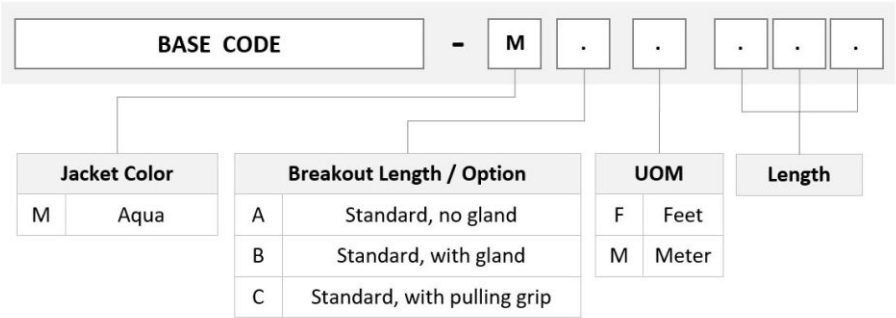 BASE CODE - M . . . . .
Jacket Color Breakout Length / Option UOM Length
M Aqua A Standard, no gland F Feet
B Standard, with gland M Meter
C Standard, with pulling grip